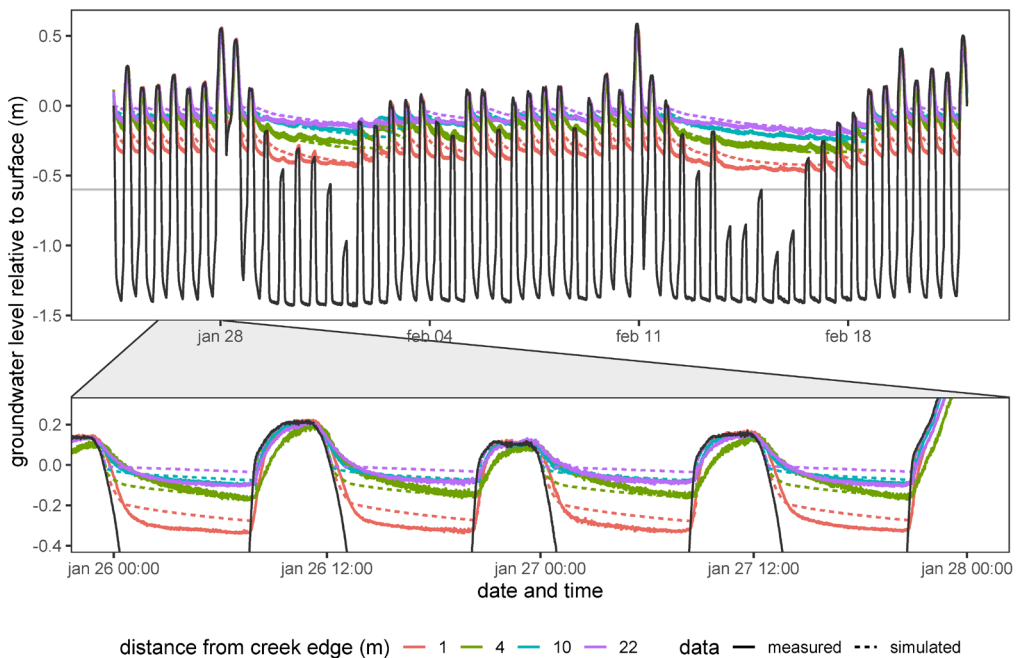 groundwater level relative to surface (m)
0.5
0.0
-0.5
-1.0
-1.5
jan 28 feb 04 feb 11 feb 18
0.2
0.0
-0.2
-0.4
jan 26 00:00 jan 26 12:00 jan 27 00:00 jan 27 12:00 jan 28 00:00
date and time
distance from creek edge (m) 1 4 10 22 data measured simulated